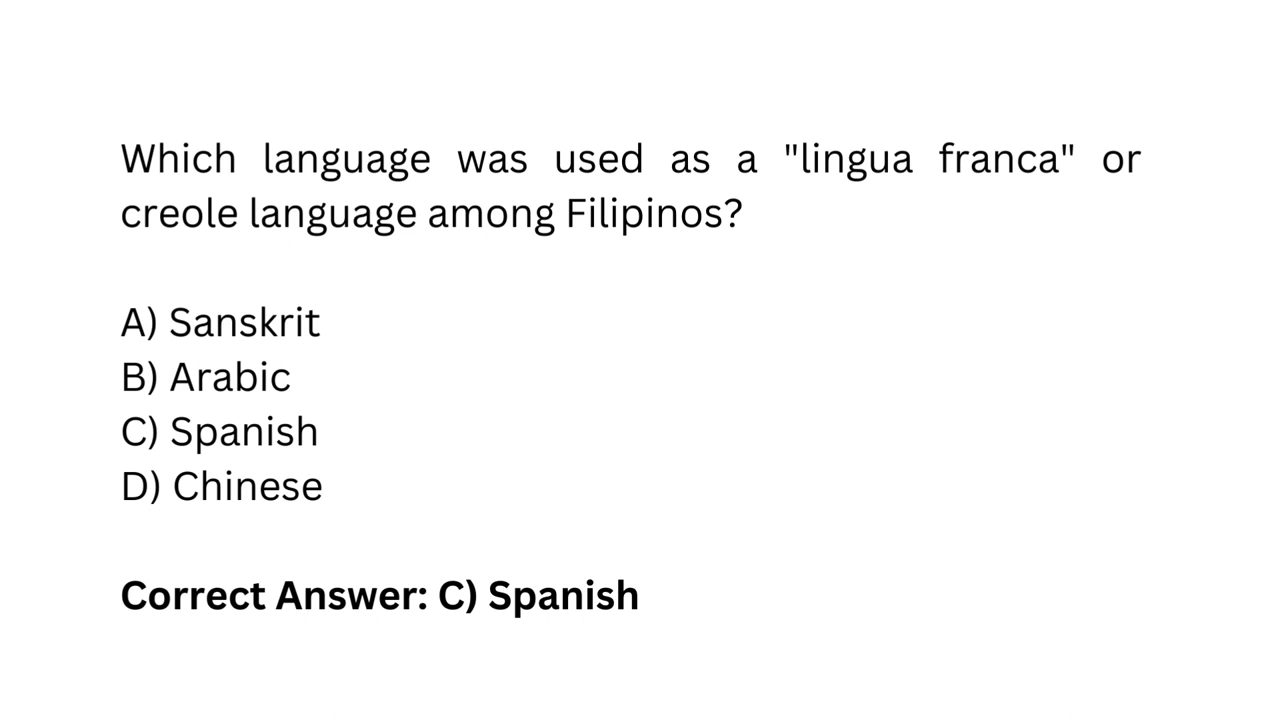 Which language was used as a "lingua franca" or
creole language among Filipinos?
A) Sanskrit
B) Arabic
C) Spanish
D) Chinese
Correct Answer: C) Spanish